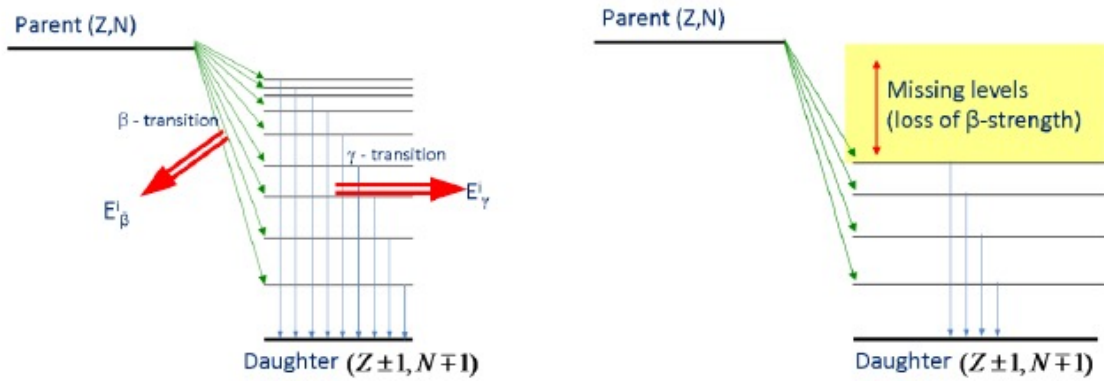 Parent (Z,N)
β - transition
γ - transition
E^i_β
E^i_γ
Daughter (Z ± 1, N ∓ 1)
Parent (Z,N)
Missing levels
(loss of β-strength)
Daughter (Z ± 1, N ∓ 1)